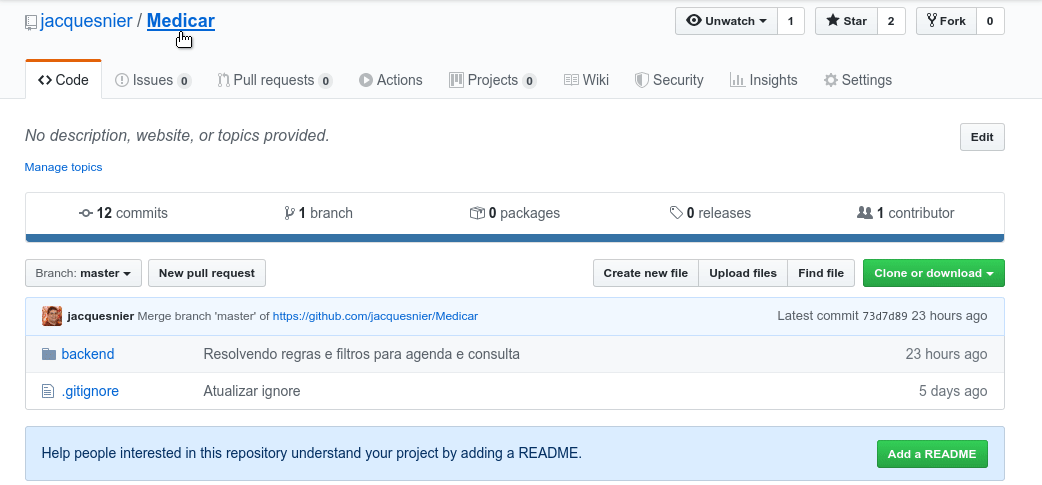 jacquesnier / Medicar Unwatch 1 Star 2 Fork 0
Code Issues 0 Pull requests 0 Actions Projects 0 Wiki Security Insights Settings
No description, website, or topics provided. Edit
Manage topics
12 commits 1 branch 0 packages 0 releases 1 contributor
Branch: master New pull request Create new file Upload files Find file Clone or download
jacquesnier Merge branch 'master' of https://github.com/jacquesnier/Medicar Latest commit 73d7d89 23 hours ago
backend Resolvendo regras e filtros para agenda e consulta 23 hours ago
.gitignore Atualizar ignore 5 days ago
Help people interested in this repository understand your project by adding a README. Add a README